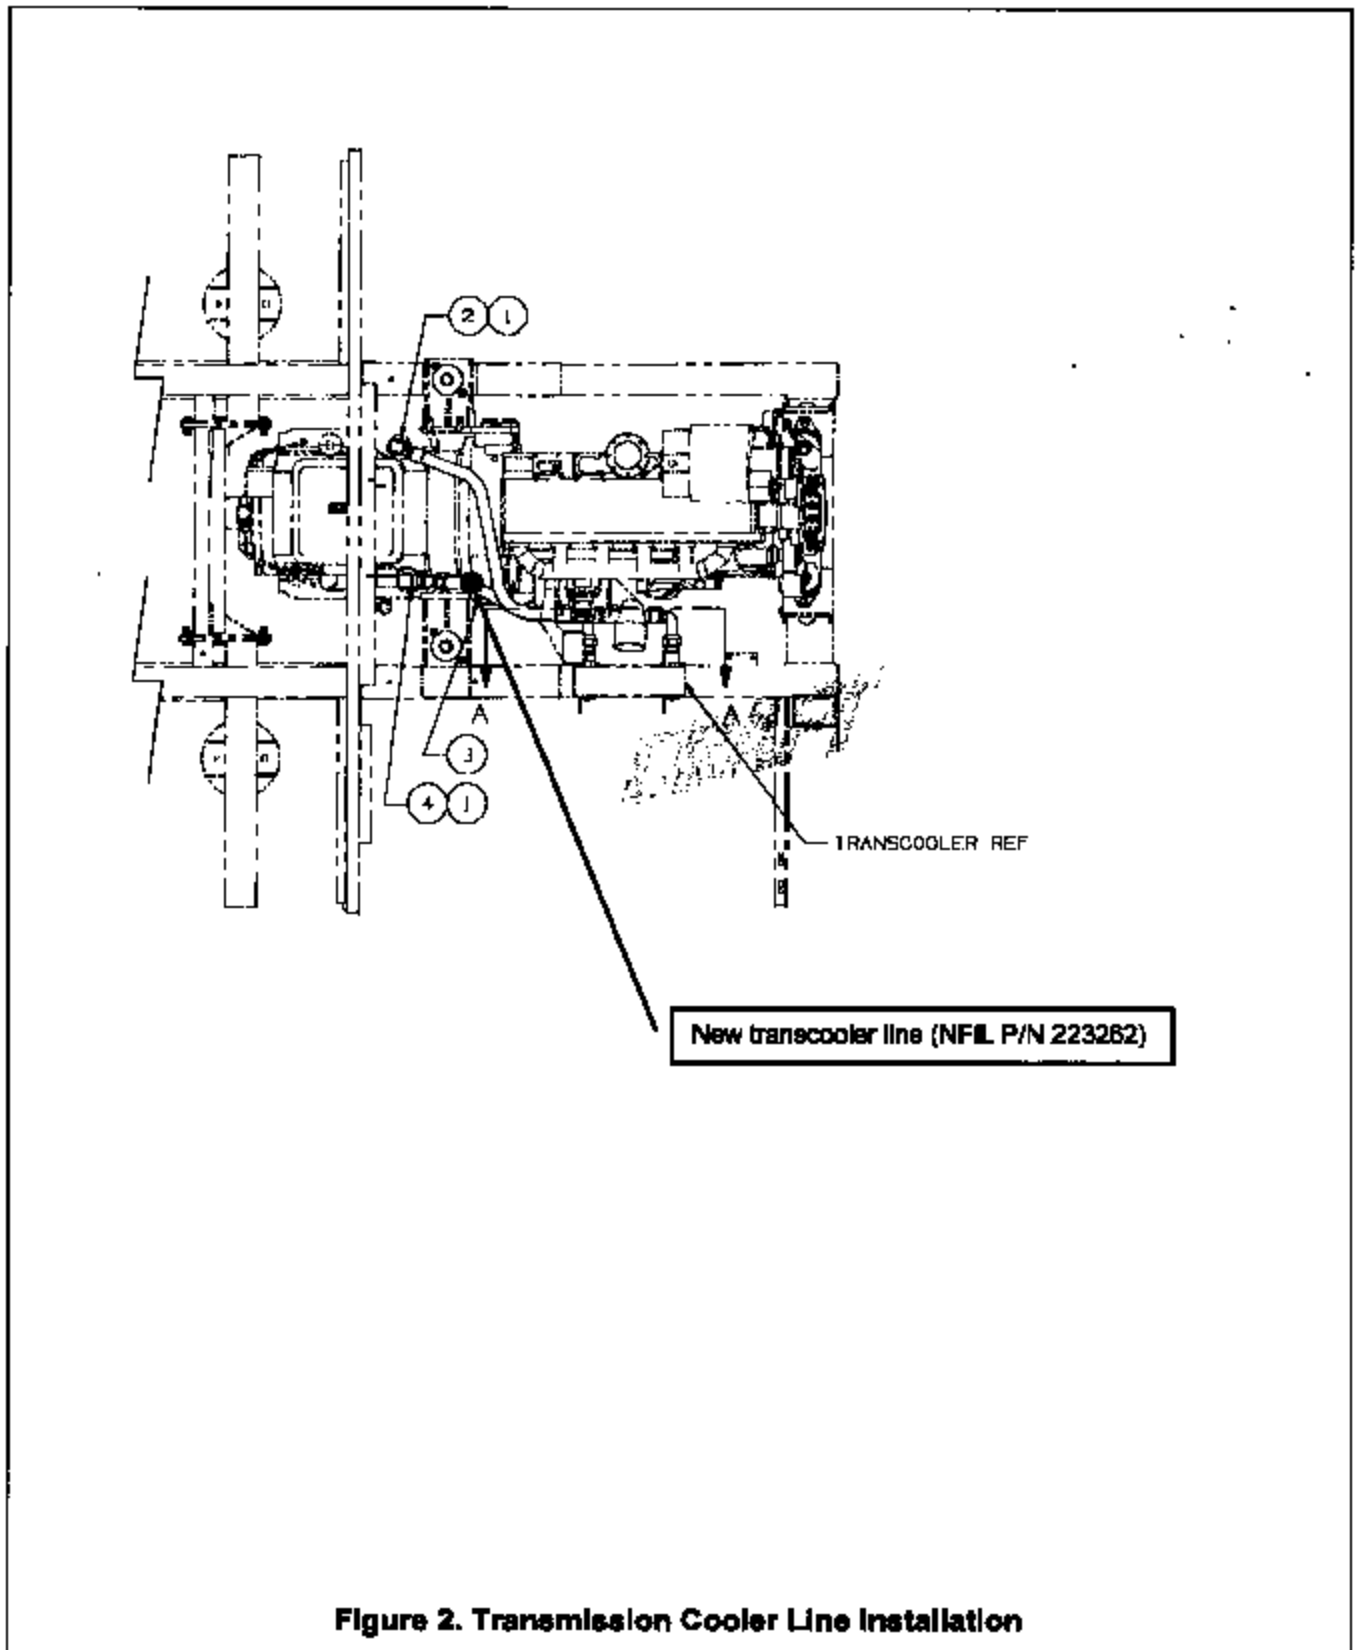 2 1
A A
3
4 1
TRANSCOOLER REF
New transcooler line (NFIL P/N 223262)
Figure 2. Transmission Cooler Line Installation